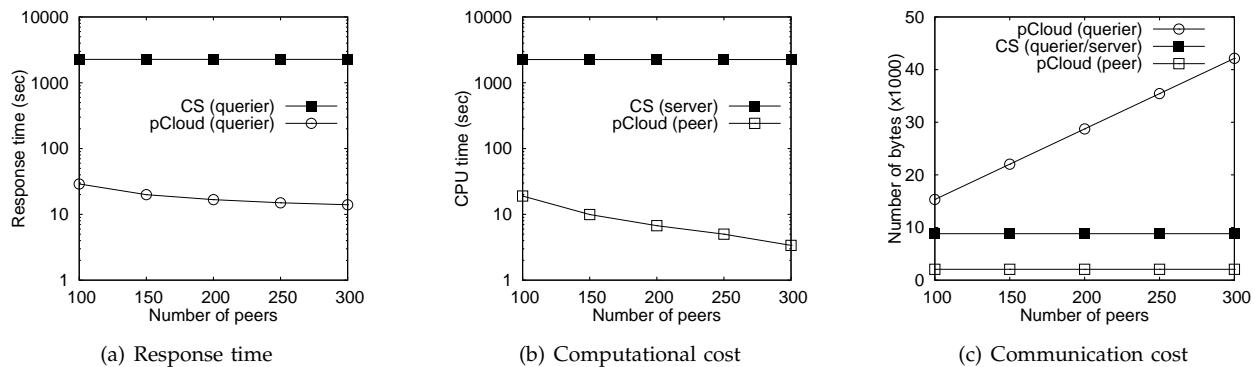 10000
1000
100
10
1
Response time (sec)
CS (querier)
pCloud (querier)
100 150 200 250 300
Number of peers
(a) Response time
10000
1000
100
10
1
CPU time (sec)
CS (server)
pCloud (peer)
100 150 200 250 300
Number of peers
(b) Computational cost
50
40
30
20
10
0
Number of bytes (x1000)
pCloud (querier)
CS (querier/server)
pCloud (peer)
100 150 200 250 300
Number of peers
(c) Communication cost